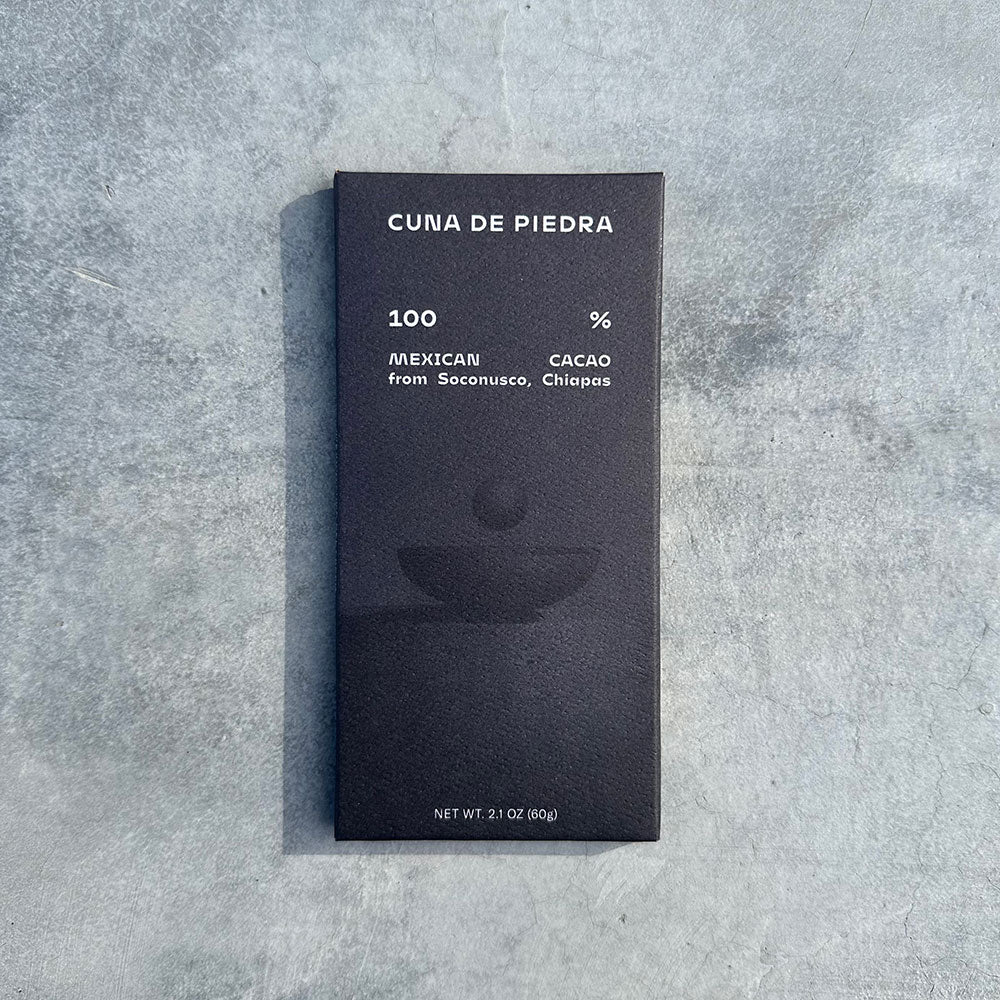 CUNA DE PIEDRA
100 %
MEXICAN CACAO
from Soconusco, Chiapas
NET WT. 2.1 OZ (60g)